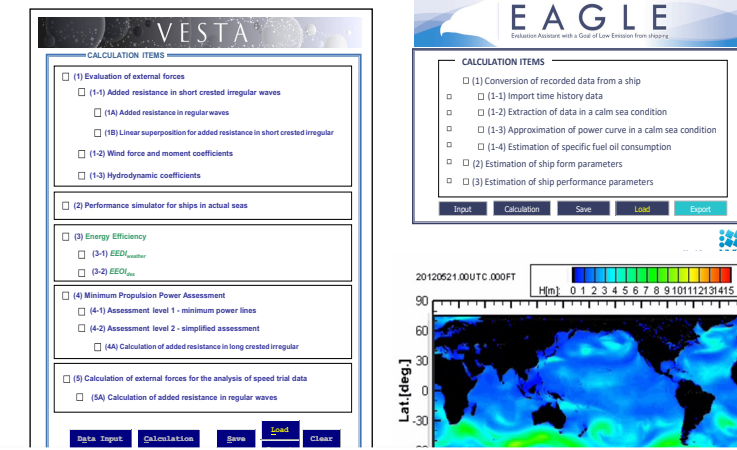 VESTA
CALCULATION ITEMS
(1) Evaluation of external forces
(1-1) Added resistance in short crested irregular waves
(1A) Added resistance in regular waves
(1B) Linear superposition for added resistance in short crested irregular
(1-2) Wind force and moment coefficients
(1-3) Hydrodynamic coefficients
(2) Performance simulator for ships in actual seas
(3) Energy Efficiency
(3-1) EEDIweather
(3-2) EEOIdes
(4) Minimum Propulsion Power Assessment
(4-1) Assessment level 1 - minimum power lines
(4-2) Assessment level 2 - simplified assessment
(4A) Calculation of added resistance in long crested irregular
(5) Calculation of external forces for the analysis of speed trial data
(5A) Calculation of added resistance in regular waves
Data Input Calculation Save Load Clear
EAGLE
Evaluation Assistant with a Goal of Low Emission from shipping
CALCULATION ITEMS
(1) Conversion of recorded data from a ship
(1-1) Import time history data
(1-2) Extraction of data in a calm sea condition
(1-3) Approximation of power curve in a calm sea condition
(1-4) Estimation of specific fuel oil consumption
(2) Estimation of ship form parameters
(3) Estimation of ship performance parameters
Input Calculation Save Load Export
20120521.00UTC.000FT
H[m]: 0 1 2 3 4 5 6 7 8 9 101112131415
90
60
30
0
-30
Lat.[deg.]